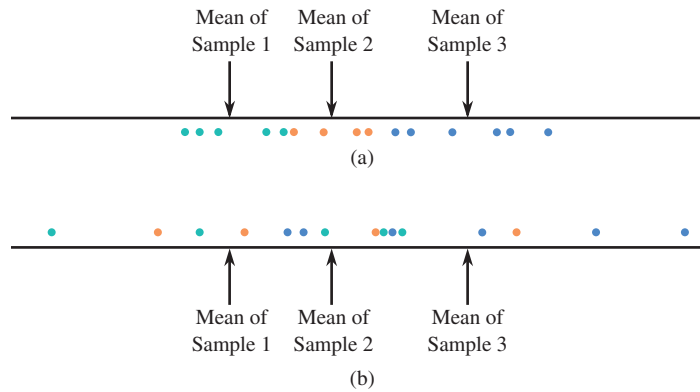 Mean of Sample 1
Mean of Sample 2
Mean of Sample 3
(a)
Mean of Sample 1
Mean of Sample 2
Mean of Sample 3
(b)